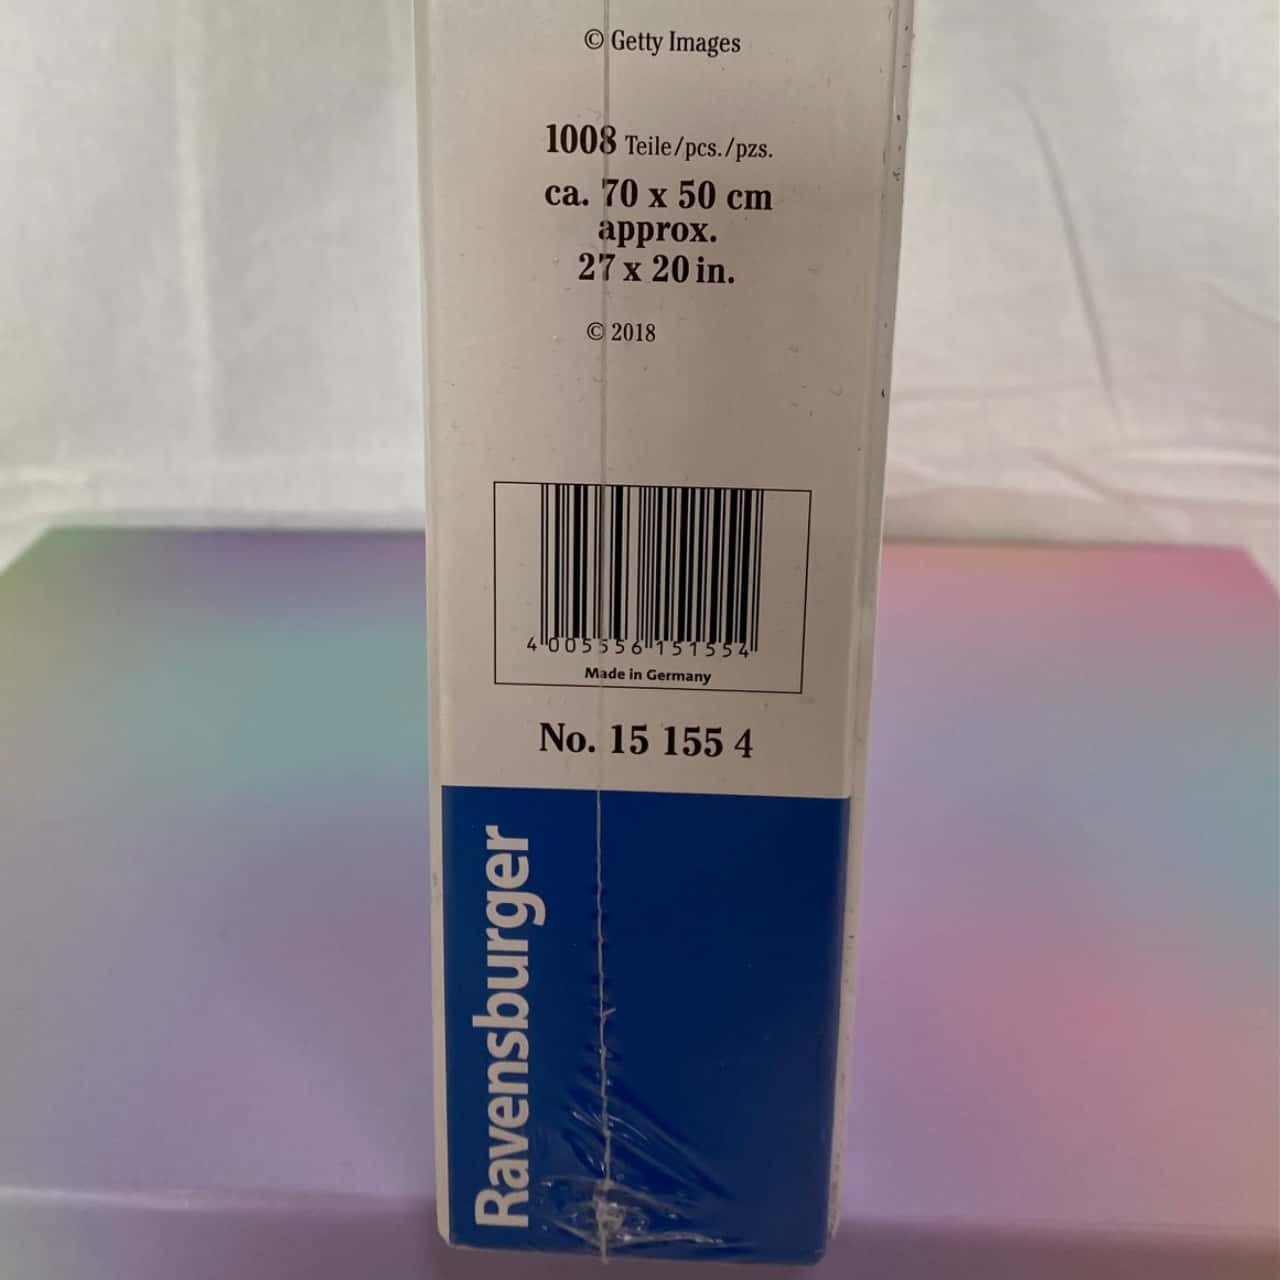 © Getty Images
1008 Teile/pcs./pzs.
ca. 70 x 50 cm
approx.
27 x 20 in.
© 2018
4 005556 151554
Made in Germany
No. 15 155 4
Ravensburger